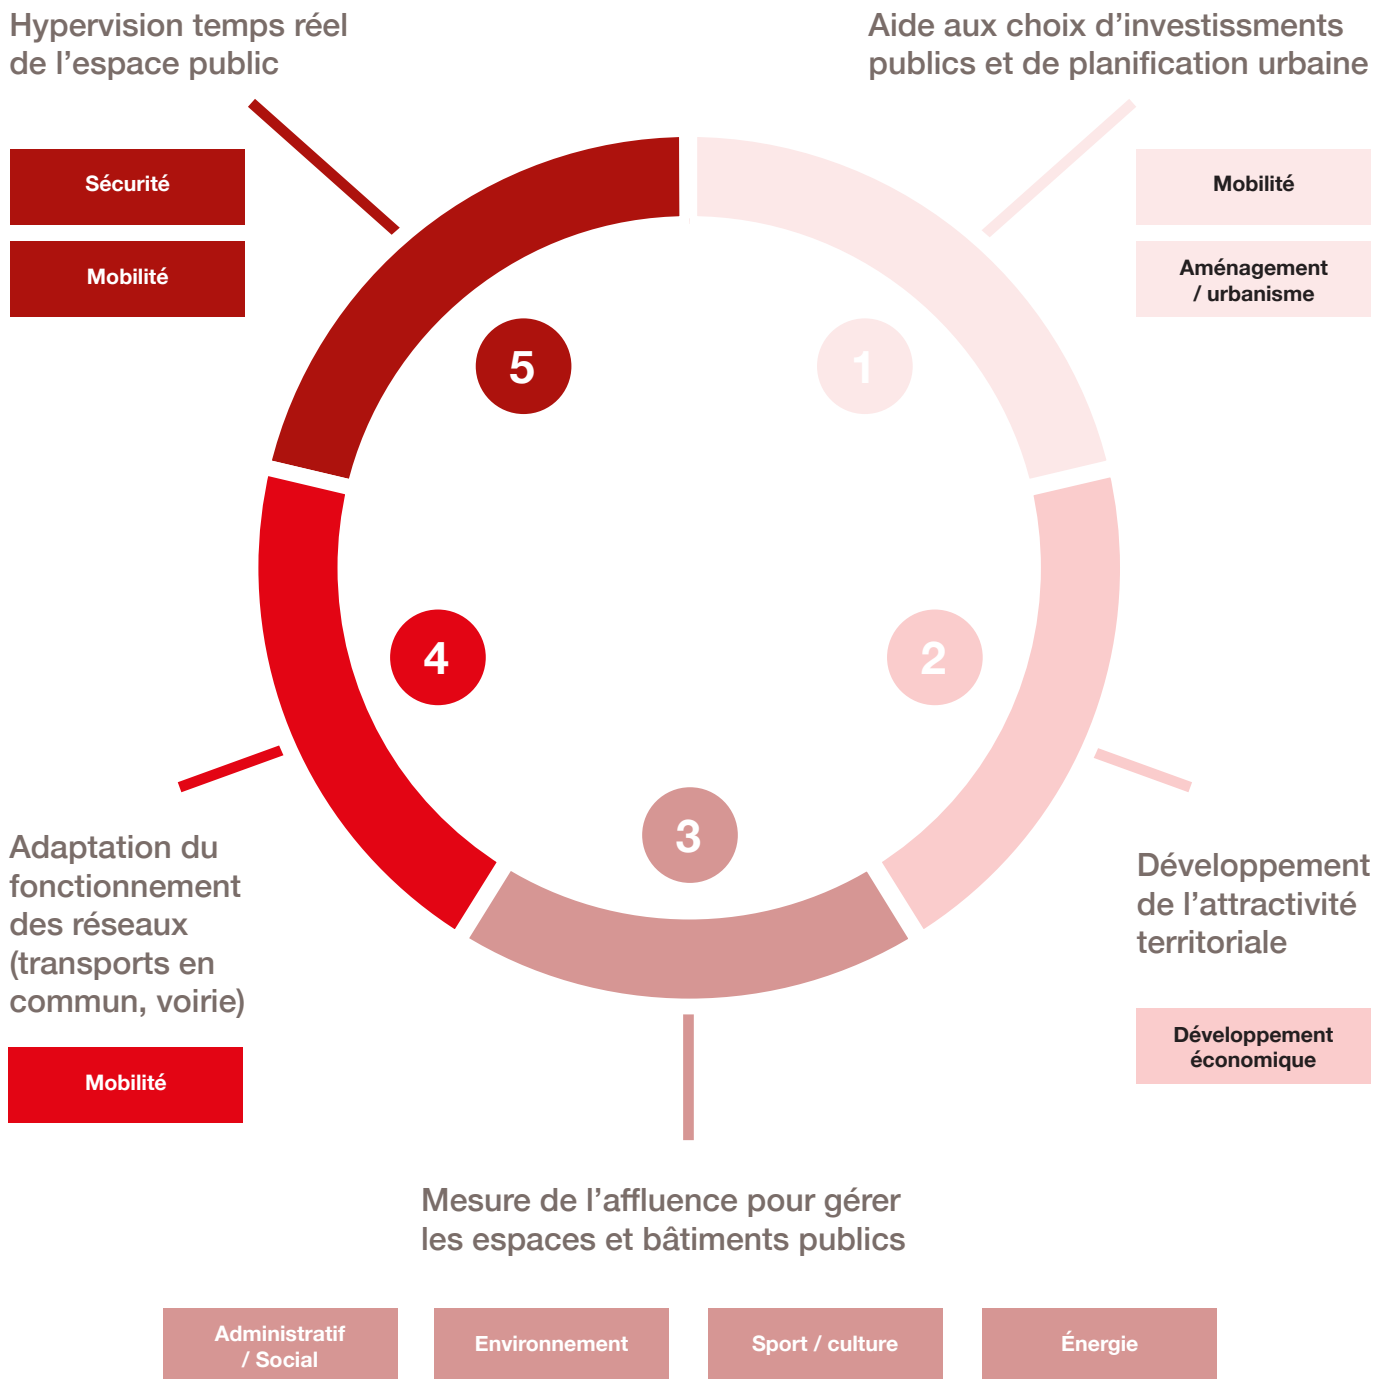 Hypervision temps réel
de l’espace public
Sécurité
Mobilité
5
Aide aux choix d’investissments
publics et de planification urbaine
Mobilité
Aménagement
/ urbanisme
1
2
Développement
de l’attractivité
territoriale
Développement
économique
4
Adaptation du
fonctionnement
des réseaux
(transports en
commun, voirie)
Mobilité
3
Mesure de l’affluence pour gérer
les espaces et bâtiments publics
Administratif
/ Social
Environnement
Sport / culture
Énergie